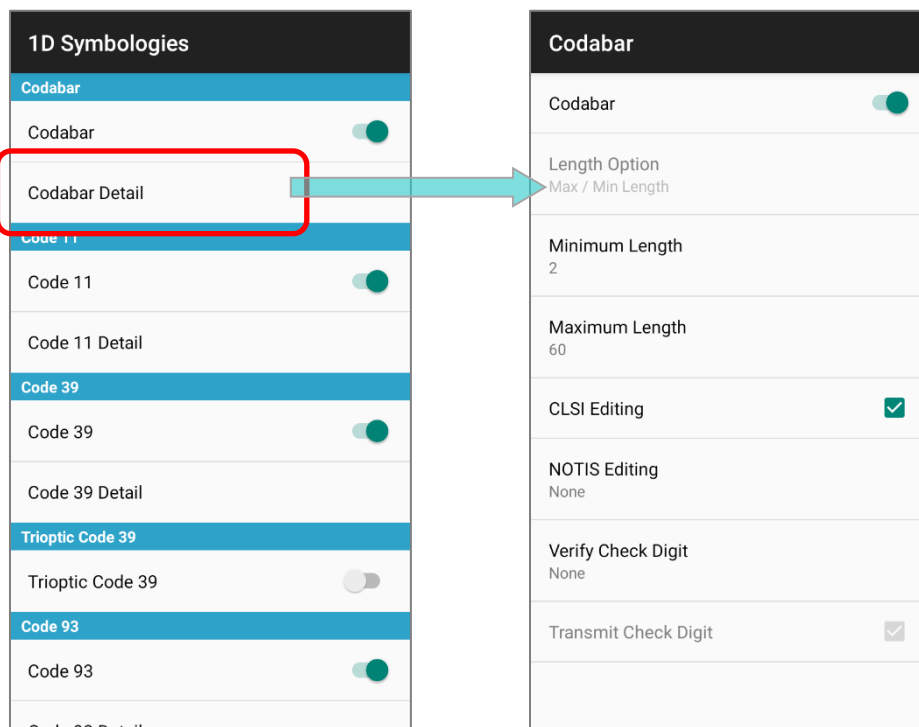 1D Symbologies
Codabar
Codabar
Codabar Detail
Code 11
Code 11
Code 11 Detail
Code 39
Code 39
Code 39 Detail
Trioptic Code 39
Trioptic Code 39
Code 93
Code 93
Codabar
Codabar
Length Option
Max / Min Length
Minimum Length
2
Maximum Length
60
CLSI Editing
NOTIS Editing
None
Verify Check Digit
None
Transmit Check Digit